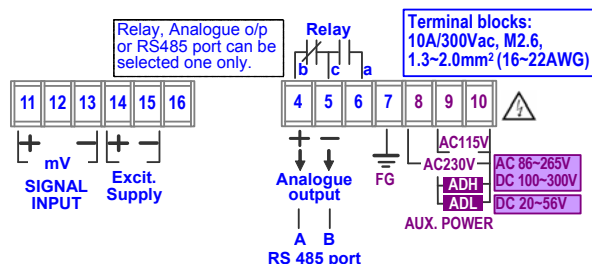 Relay, Analogue o/p
or RS485 port can be
selected one only.
Relay
b c a
Terminal blocks:
10A/300Vac, M2.6,
1.3~2.0mm² (16~22AWG)
11 12 13 14 15 16
4 5 6 7 8 9 10
+ − + −
mV
SIGNAL
INPUT
Excit.
Supply
+ −
Analogue
output
A B
RS 485 port
FG
AC115V
AC230V
ADH
ADL
AUX. POWER
AC 86~265V
DC 100~300V
DC 20~56V